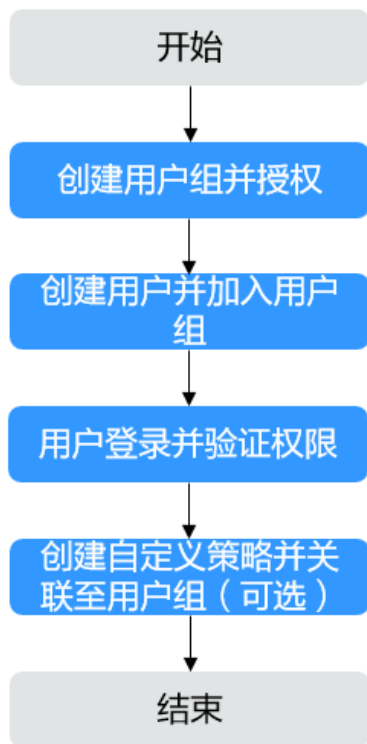 开始
创建用户组并授权
创建用户并加入用户
组
用户登录并验证权限
创建自定义策略并关
联至用户组（可选）
结束